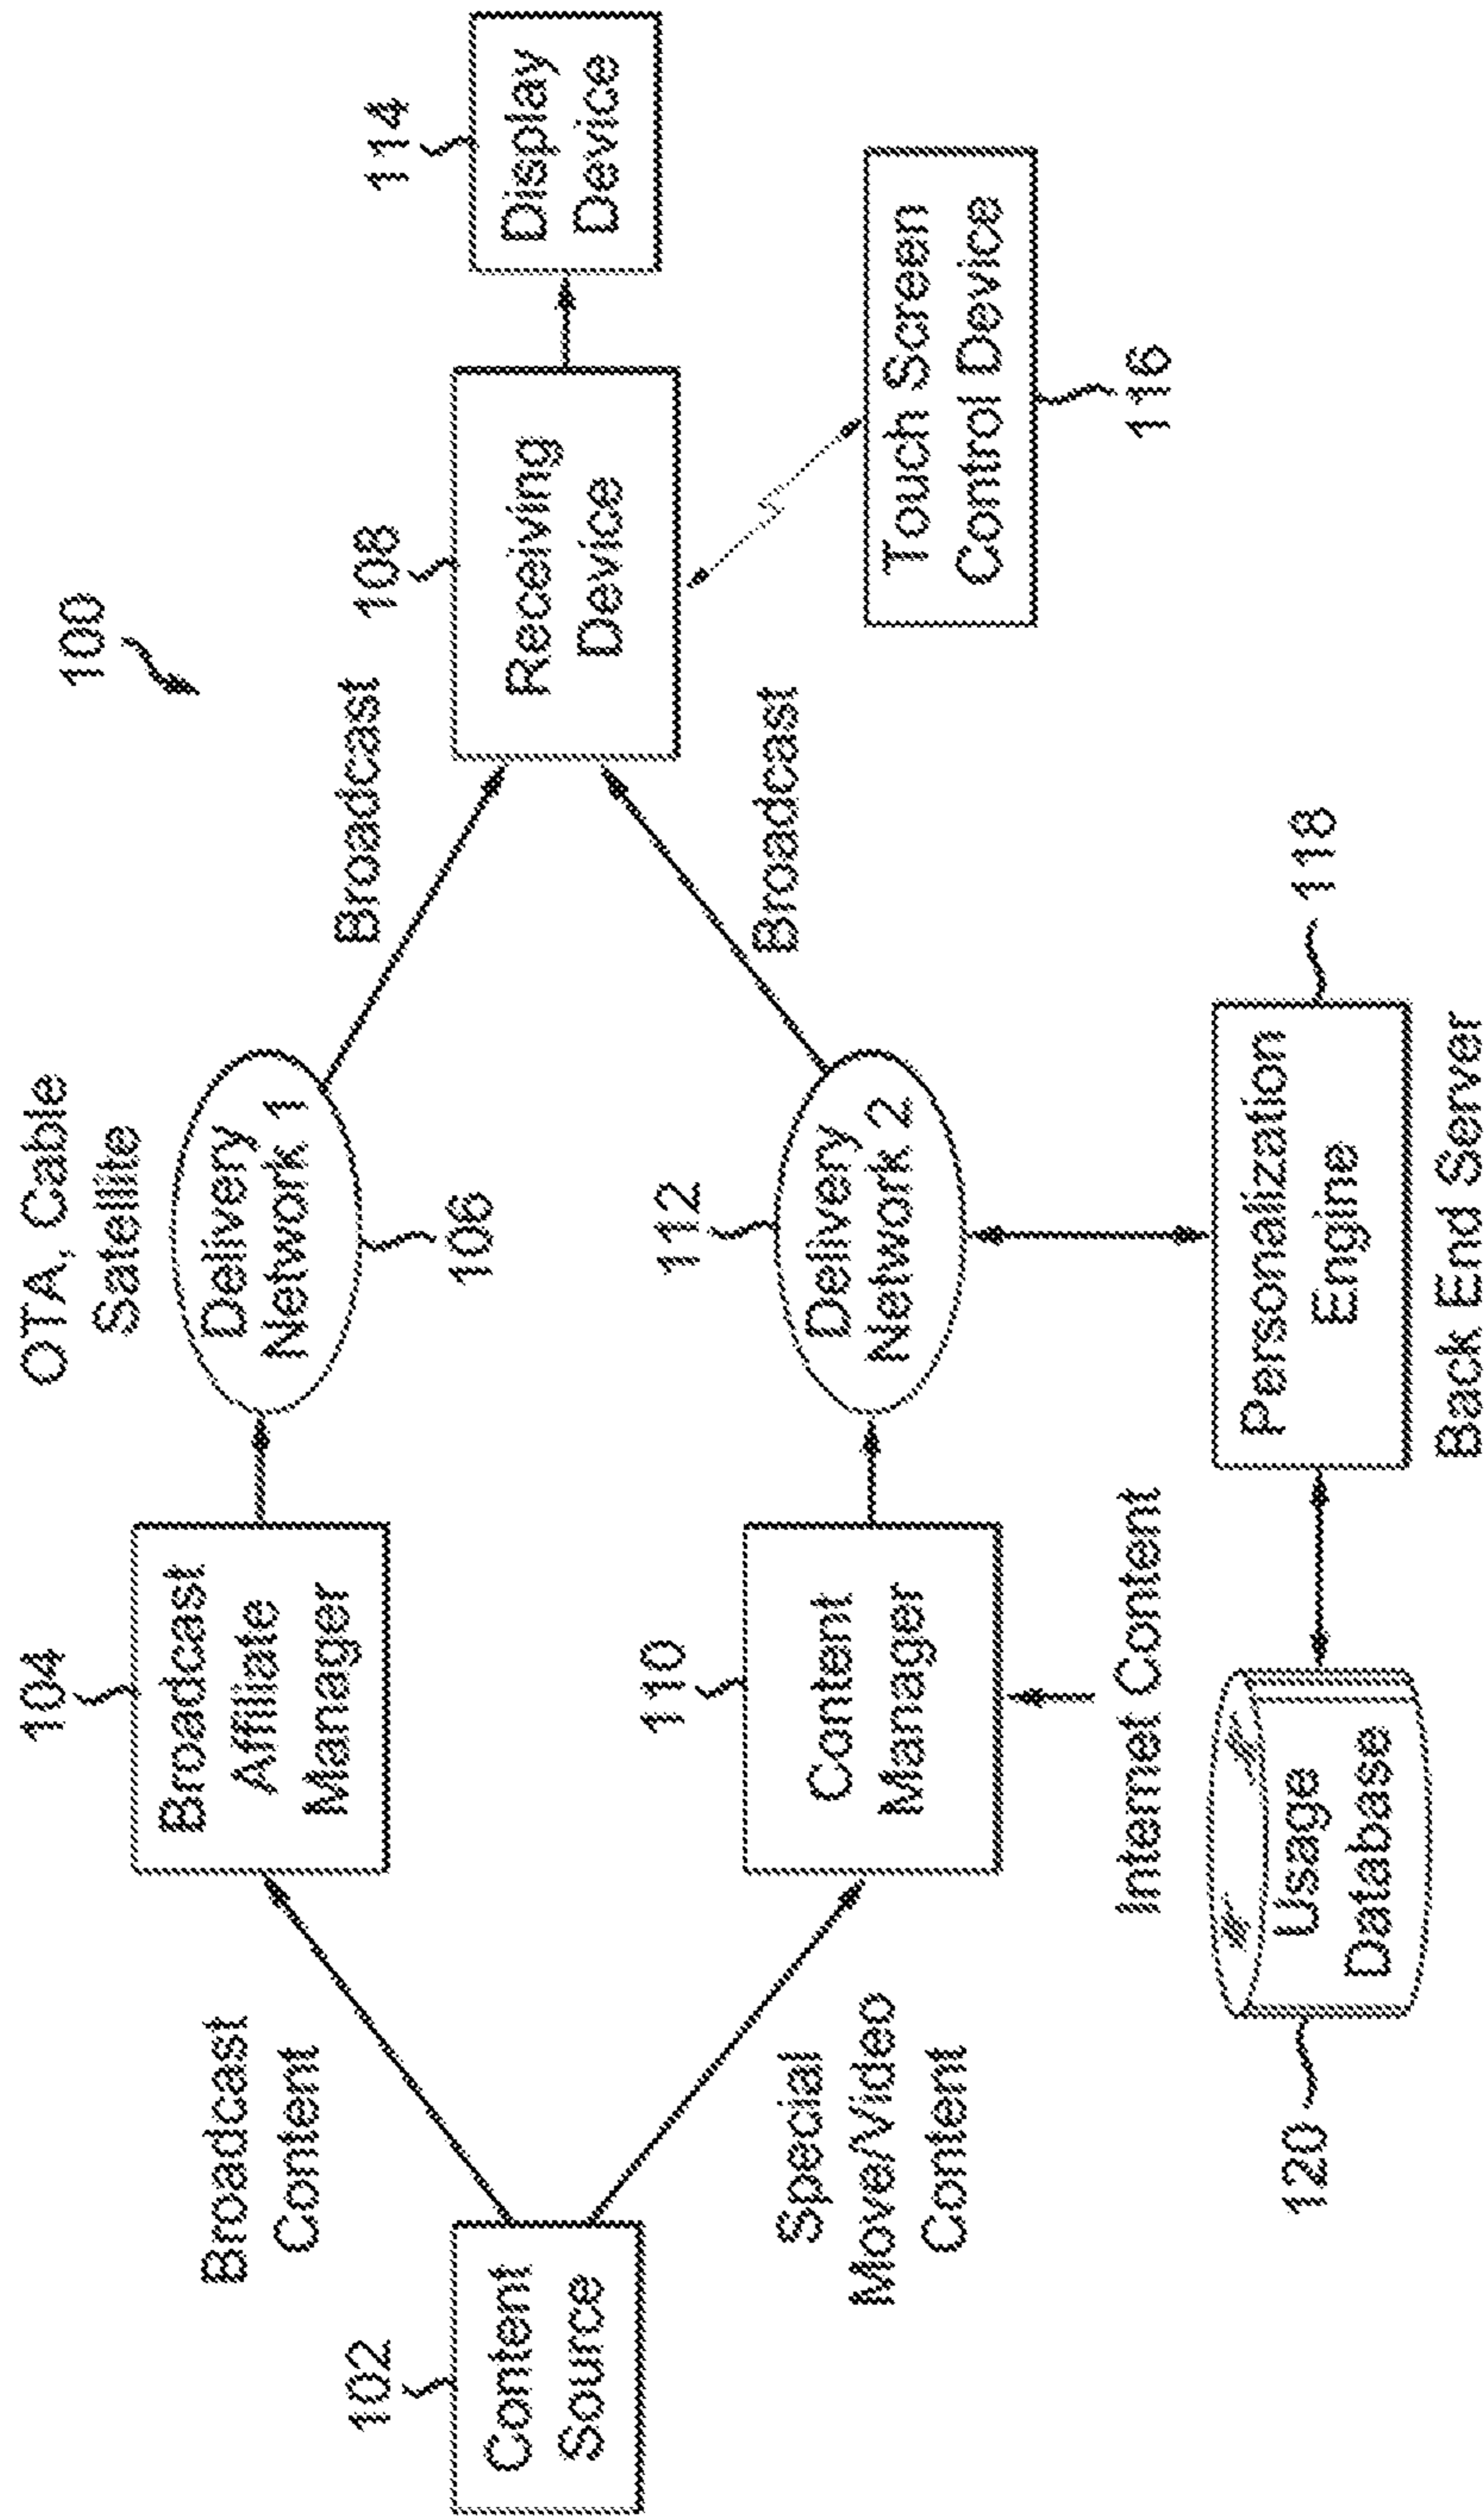 100
OTA, Cable
Satellite
104
Broadcast
Affiliate
Manager
Delivery
Network 1
106
Broadcast
Content
Broadcast
102
Content
Source
108
Receiving
Device
114
Display
Device
110
Content
Manager
112
Delivery
Network 2
Broadcast
Special
Move/Video
Content
Touch Screen
Control Device
116
Internet Content
Usage
Database
120
Personalization
Engine
118
Back End Server